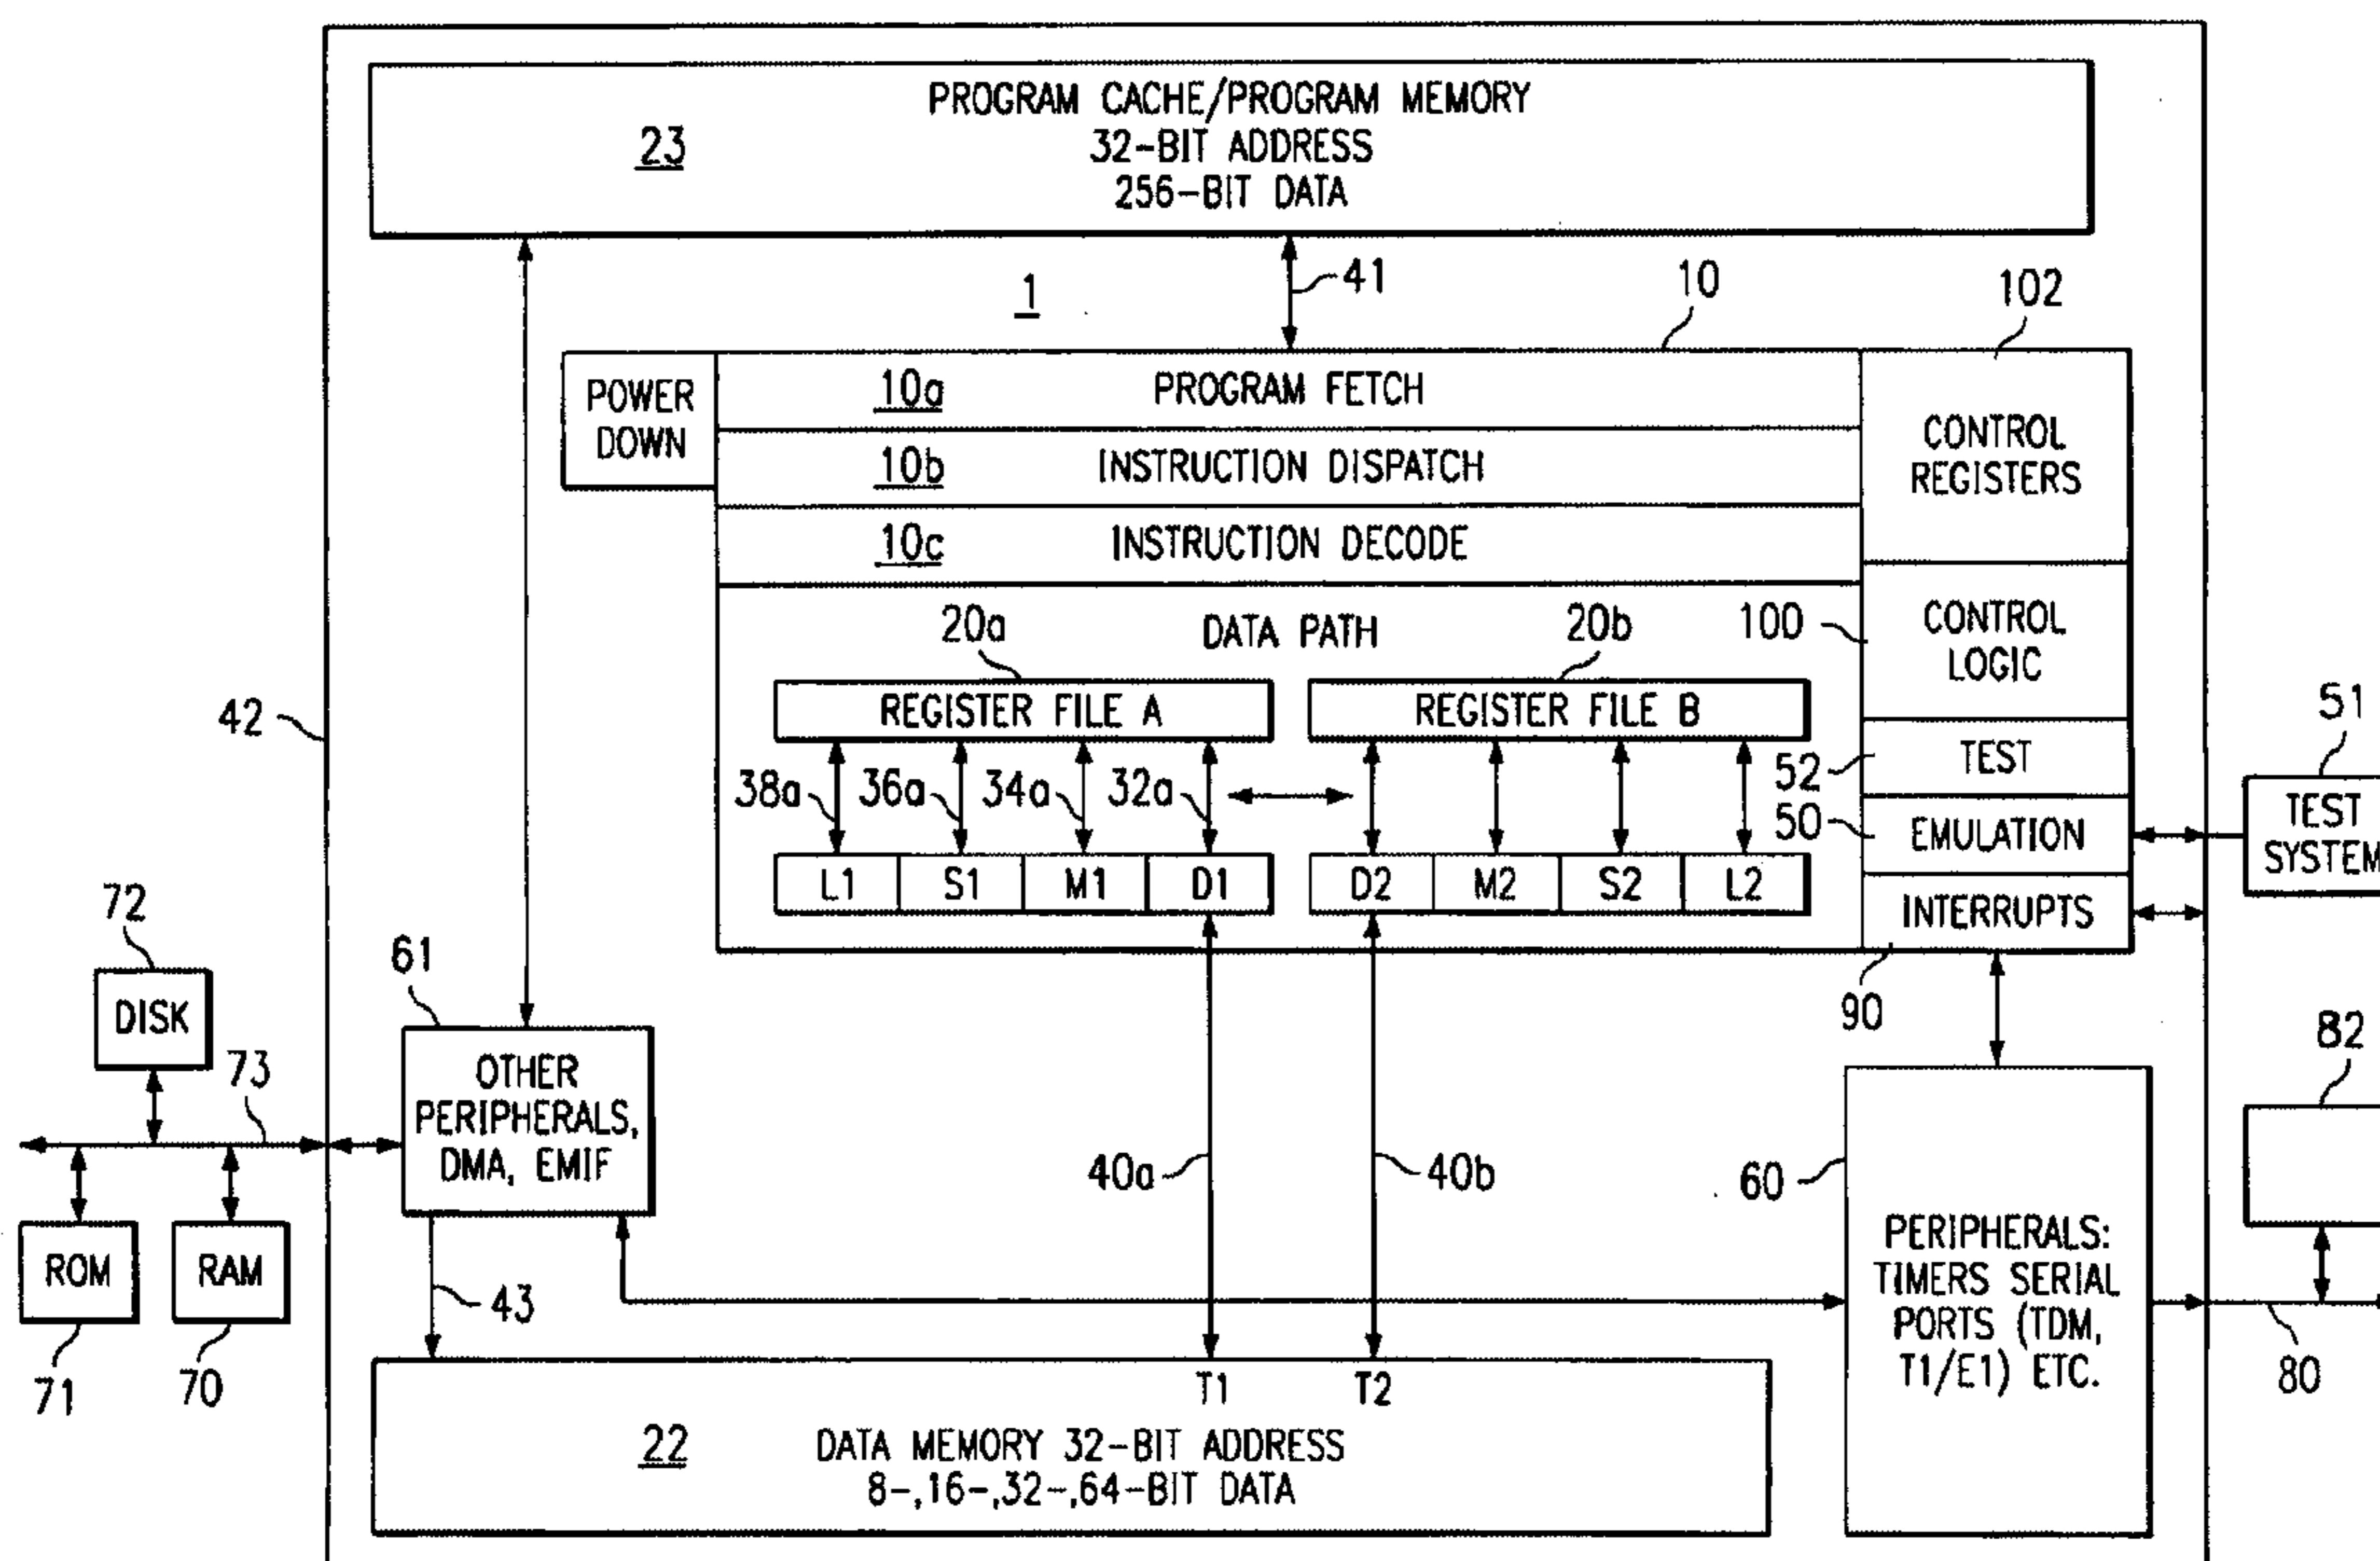 PROGRAM CACHE/PROGRAM MEMORY
23
32-BIT ADDRESS
256-BIT DATA
1
41
10
102
POWER
DOWN
10a
PROGRAM FETCH
10b
INSTRUCTION DISPATCH
10c
INSTRUCTION DECODE
CONTROL
REGISTERS
20a
DATA PATH
20b
100
CONTROL
LOGIC
REGISTER FILE A
REGISTER FILE B
42
51
52
TEST
38a
36a
34a
32a
50
EMULATION
TEST
SYSTEM
L1
S1
M1
D1
D2
M2
S2
L2
INTERRUPTS
72
61
90
DISK
82
73
OTHER
PERIPHERALS,
DMA, EMIF
40a
40b
60
ROM
RAM
43
PERIPHERALS:
TIMERS SERIAL
PORTS (TDM,
T1/E1) ETC.
71
70
80
T1
T2
22
DATA MEMORY 32-BIT ADDRESS
8-,16-,32-,64-BIT DATA